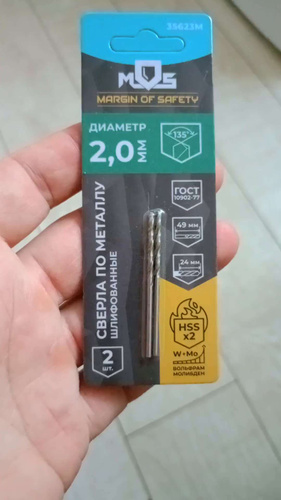 35623M
MOS
MARGIN OF SAFETY
ДИАМЕТР
2,0 ММ
135°
СВЕРЛА ПО МЕТАЛЛУ
ШЛИФОВАННЫЕ
2
шт.
ГОСТ
10902-77
49 мм
24 мм
HSS
x2
W+Mo
ВОЛЬФРАМ
МОЛИБДЕН